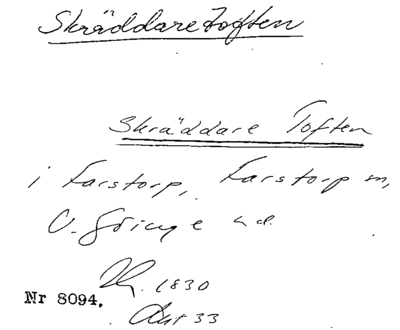 Skräddaretoften
Skräddare Toften
i Farstorp, Farstorp sn,
V. Göinge hd.
1830
Nr 8094.
Akt 33